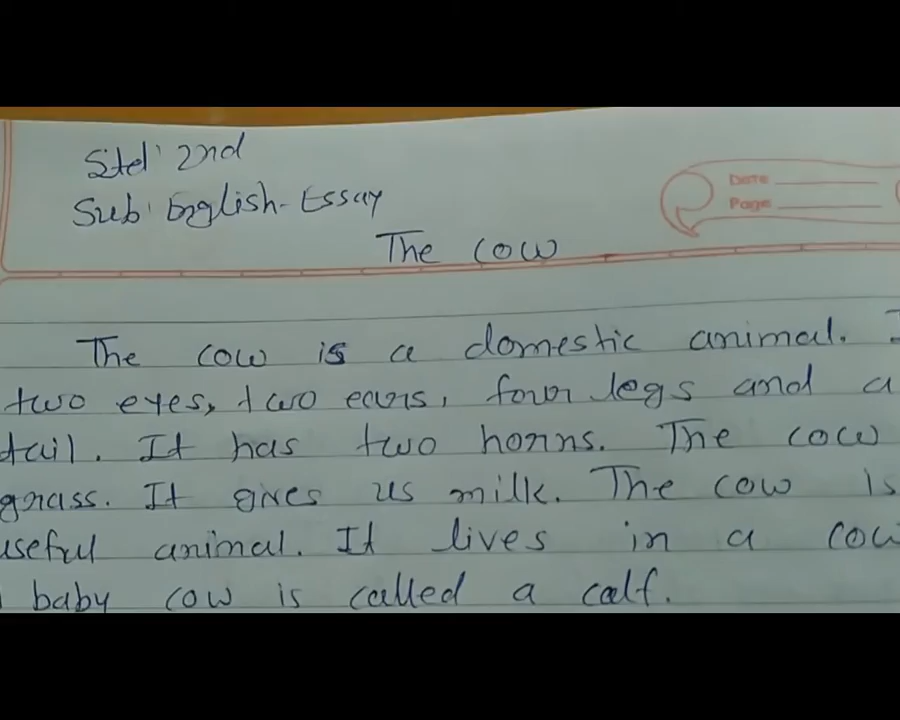 Std: 2nd
Sub: English-Essay
Date
Page
The Cow
The cow is a domestic animal.
two eyes, two ears, four legs and a
tail. It has two horns. The cow
grass. It gives us milk. The cow is
useful animal. It lives in a cow
baby cow is called a calf.